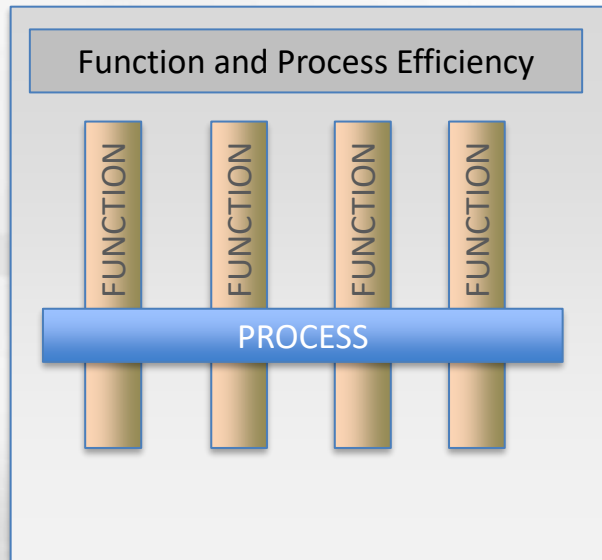 Function and Process Efficiency
FUNCTION
FUNCTION
FUNCTION
FUNCTION
PROCESS